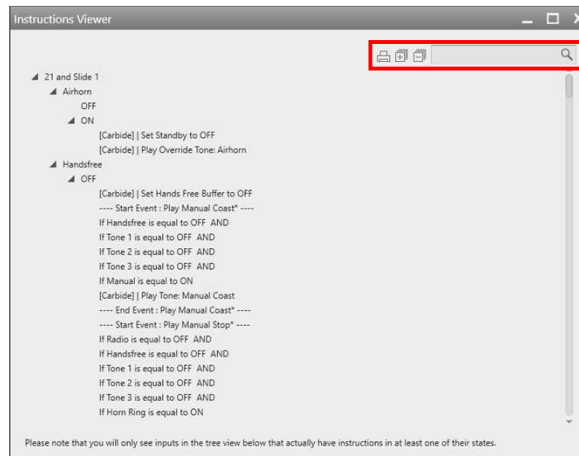 Instructions Viewer
21 and Slide 1
Airhorn
OFF
ON
[Carbide] | Set Standby to OFF
[Carbide] | Play Override Tone: Airhorn
Handsfree
OFF
[Carbide] | Set Hands Free Buffer to OFF
---- Start Event : Play Manual Coast* ----
If Handsfree is equal to OFF  AND
If Tone 1 is equal to OFF  AND
If Tone 2 is equal to OFF  AND
If Tone 3 is equal to OFF  AND
If Manual is equal to ON
[Carbide] | Play Tone: Manual Coast
---- End Event : Play Manual Coast* ----
---- Start Event : Play Manual Stop* ----
If Radio is equal to OFF  AND
If Handsfree is equal to OFF  AND
If Tone 1 is equal to OFF  AND
If Tone 2 is equal to OFF  AND
If Tone 3 is equal to OFF  AND
If Horn Ring is equal to ON
Please note that you will only see inputs in the tree view below that actually have instructions in at least one of their states.